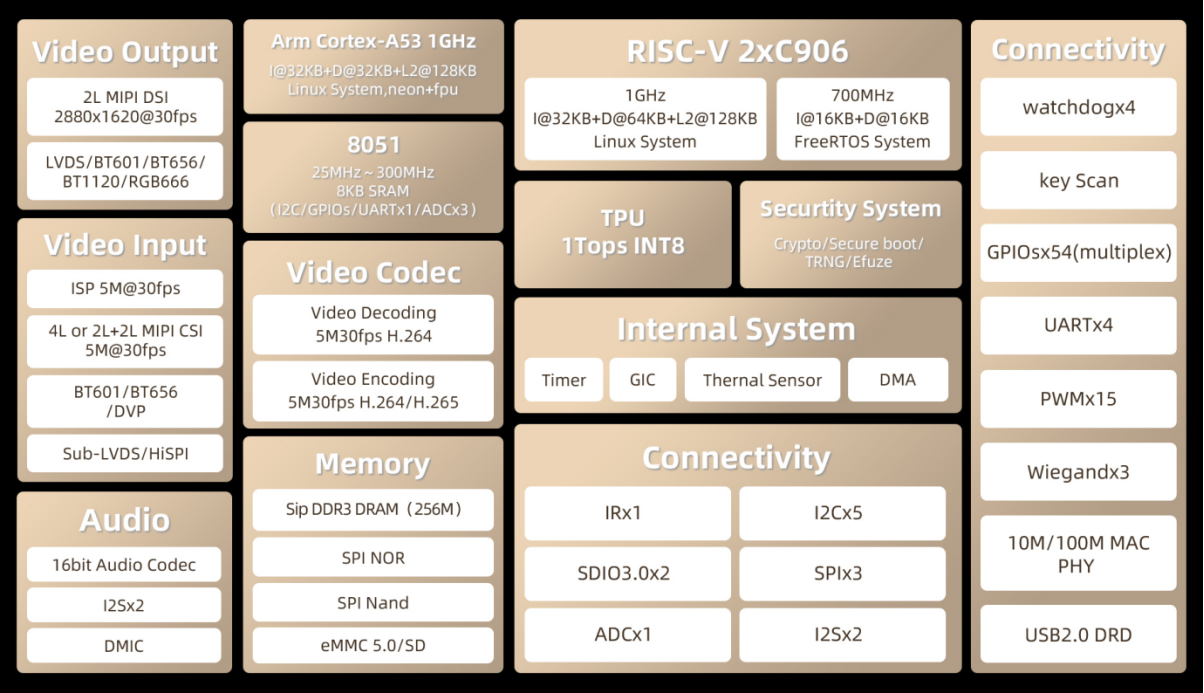 Video Output
2L MIPI DSI
2880x1620@30fps
LVDS/BT601/BT656/
BT1120/RGB666
Video Input
ISP 5M@30fps
4L or 2L+2L MIPI CSI
5M@30fps
BT601/BT656
/DVP
Sub-LVDS/HiSPI
Audio
16bit Audio Codec
I2Sx2
DMIC
Arm Cortex-A53 1GHz
I@32KB+D@32KB+L2@128KB
Linux System,neon+fpu
8051
25MHz~300MHz
8KB SRAM
(I2C/GPIOs/UARTx1/ADCx3)
Video Codec
Video Decoding
5M30fps H.264
Video Encoding
5M30fps H.264/H.265
Memory
Sip DDR3 DRAM (256M)
SPI NOR
SPI Nand
eMMC 5.0/SD
RISC-V 2xC906
1GHz
I@32KB+D@64KB+L2@128KB
Linux System
700MHz
I@16KB+D@16KB
FreeRTOS System
TPU
1Tops INT8
Securtity System
Crypto/Secure boot/
TRNG/Efuze
Internal System
Timer
GIC
Thernal Sensor
DMA
Connectivity
IRx1
I2Cx5
SDIO3.0x2
SPIx3
ADCx1
I2Sx2
Connectivity
watchdogx4
key Scan
GPIOsx54(multiplex)
UARTx4
PWMx15
Wiegandx3
10M/100M MAC
PHY
USB2.0 DRD